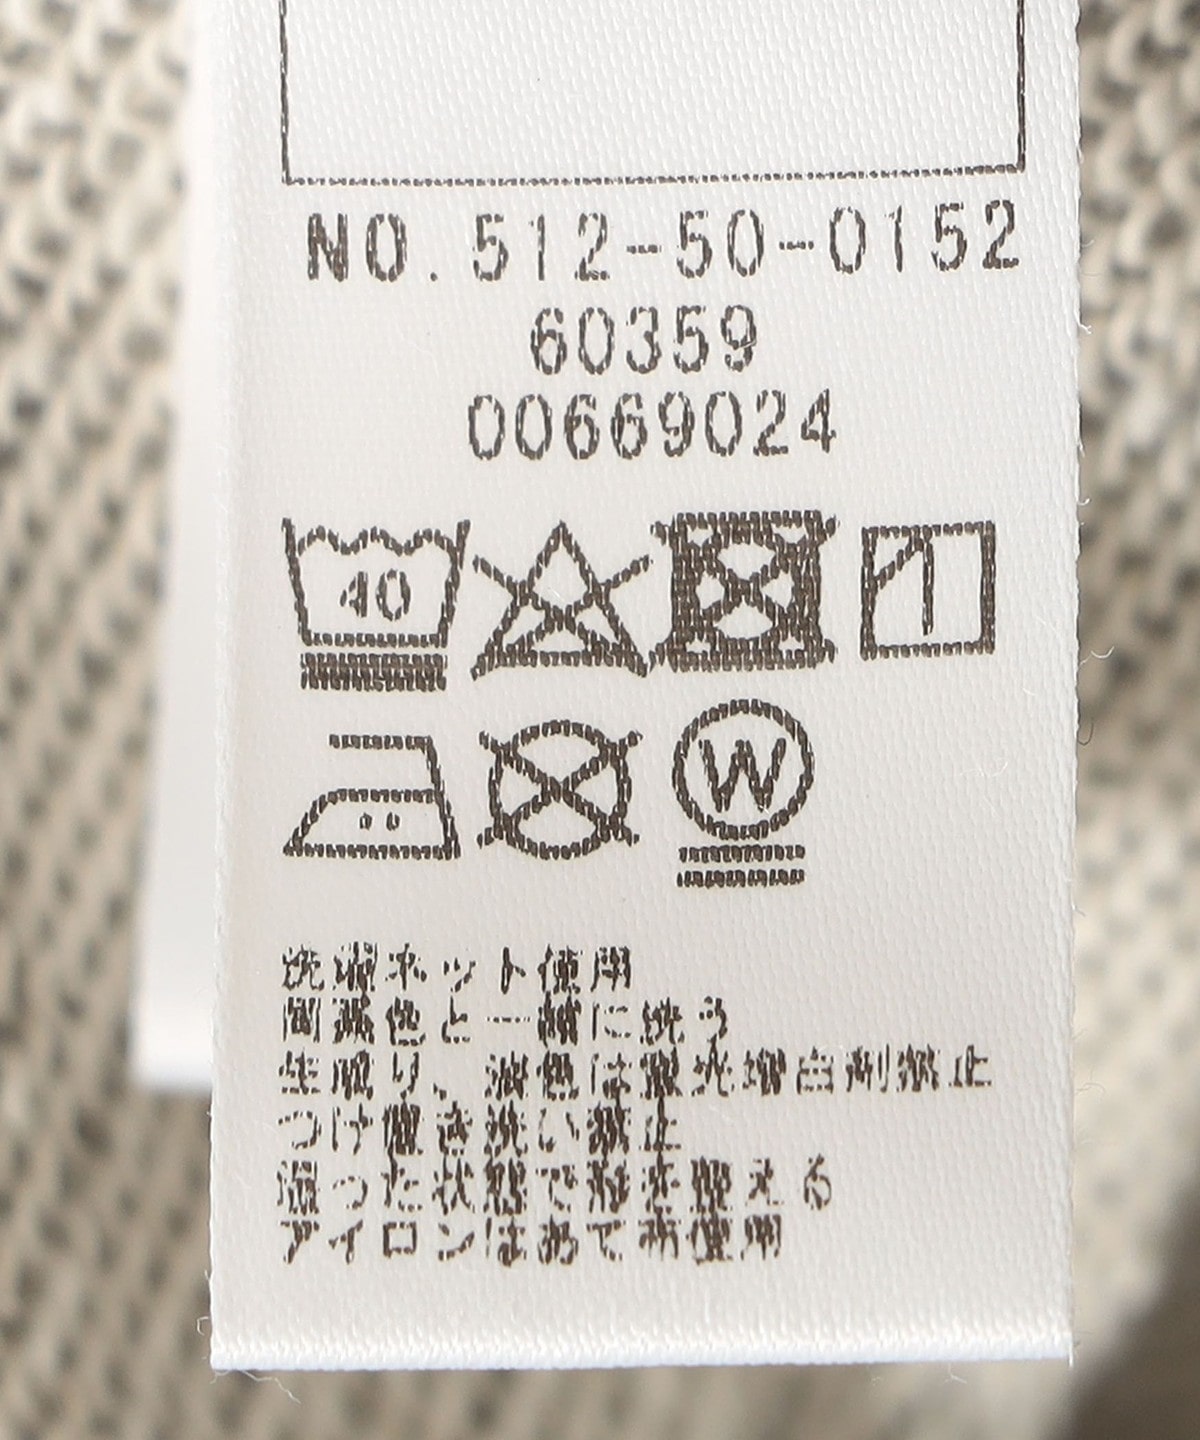 NO.512-50-0152
60359
00669024
40
W
洗濯ネット使用
同系色と一緒に洗う
生成り、淡色は蛍光増白剤禁止
つけ置き洗い禁止
湿った状態で形を整える
アイロンはあて布使用